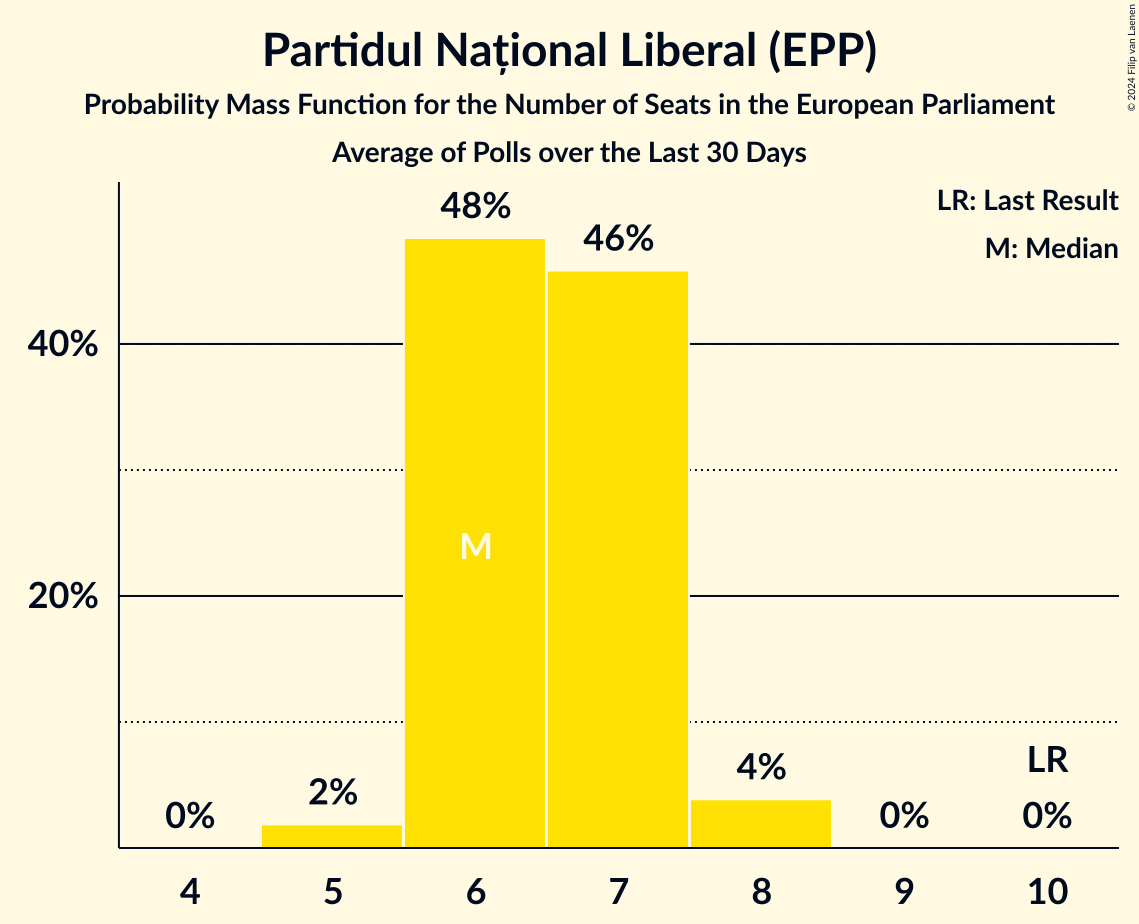 Partidul Național Liberal (EPP)
Probability Mass Function for the Number of Seats in the European Parliament
Average of Polls over the Last 30 Days
© 2024 Filip van Laenen
LR: Last Result
M: Median
48%
46%
40%
M
20%
LR
4%
2%
0%
0%
0%
4 5 6 7 8 9 10